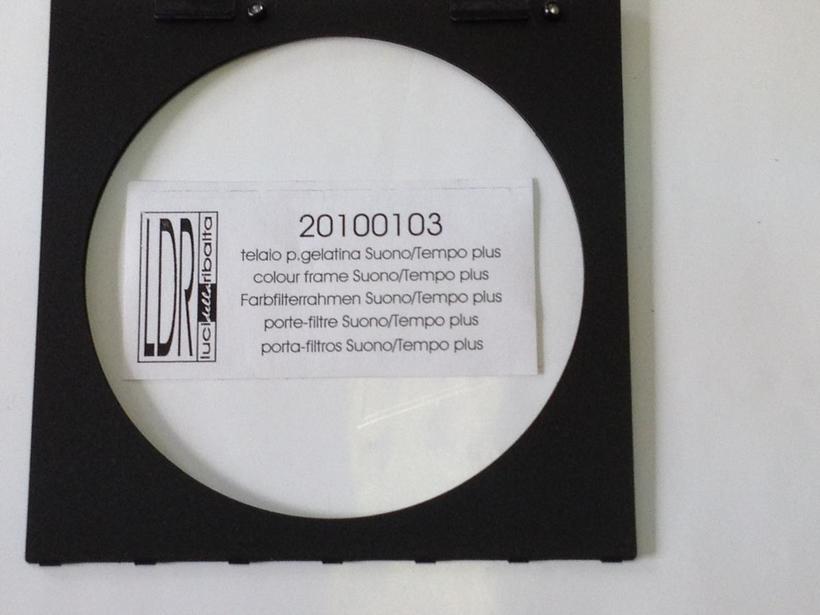 LDR
luci della ribalta
20100103
telaio p.gelatina Suono/Tempo plus
colour frame Suono/Tempo plus
Farbfilterrahmen Suono/Tempo plus
porte-filtre Suono/Tempo plus
porta-filtros Suono/Tempo plus